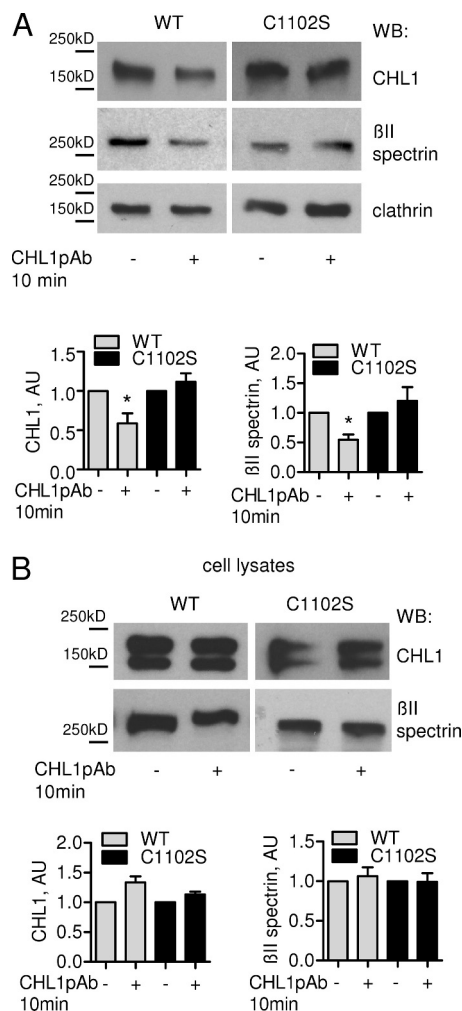 A
WT C1102S WB:
250kD
150kD
CHL1
250kD
ßII
spectrin
250kD
150kD
clathrin
CHL1pAb - + - +
10 min
WT
C1102S
CHL1, AU
1.5
1.0
0.5
0.0
*
CHL1pAb - + - +
10min
WT
C1102S
ßII spectrin, AU
2.0
1.5
1.0
0.5
0.0
*
CHL1pAb - + - +
10min
B
cell lysates
WT C1102S WB:
250kD
150kD
CHL1
250kD
ßII
spectrin
CHL1pAb - + - +
10min
WT
C1102S
CHL1, AU
2.0
1.5
1.0
0.5
0.0
CHL1pAb - + - +
10min
WT
C1102S
ßII spectrin, AU
1.5
1.0
0.5
0.0
CHL1pAb - + - +
10min